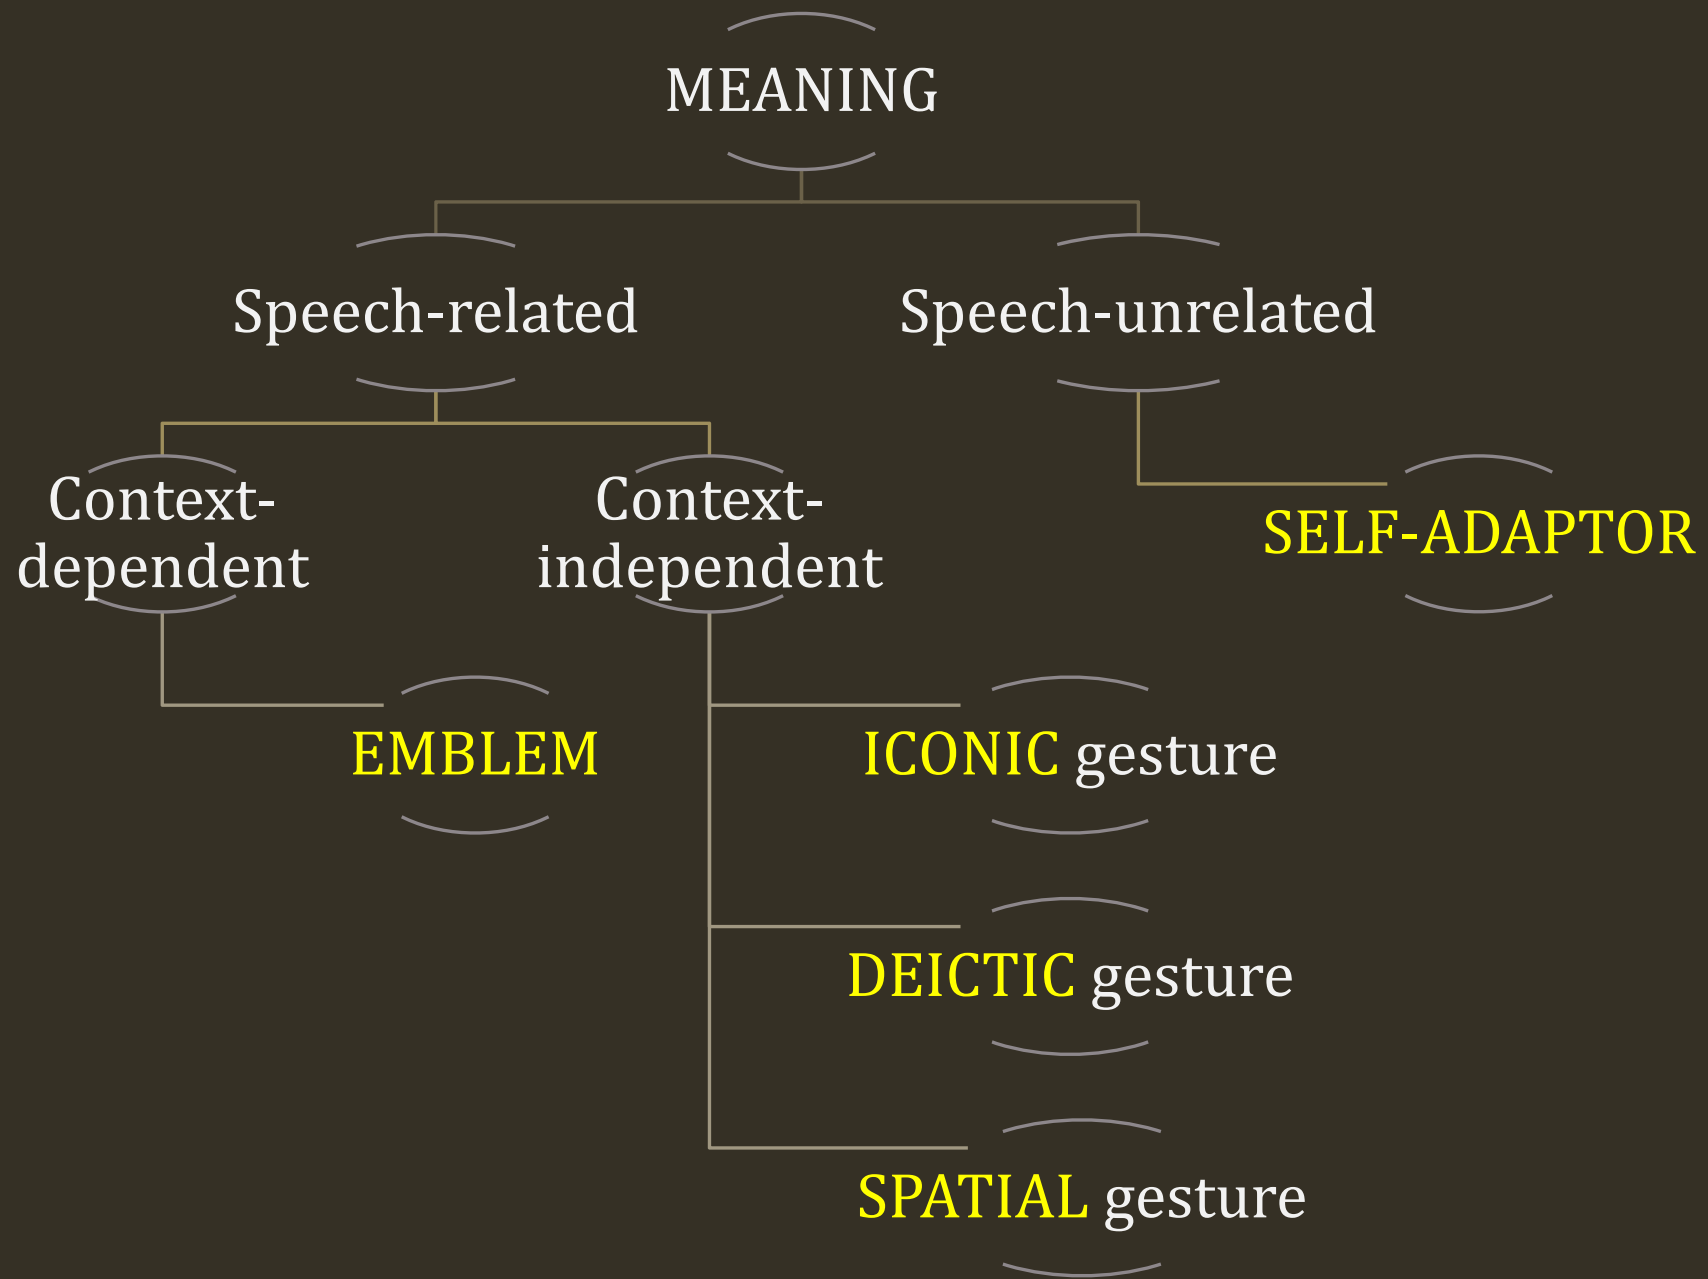 MEANING
Speech-related
Speech-unrelated
Context-
dependent
Context-
independent
SELF-ADAPTOR
EMBLEM
ICONIC gesture
DEICTIC gesture
SPATIAL gesture